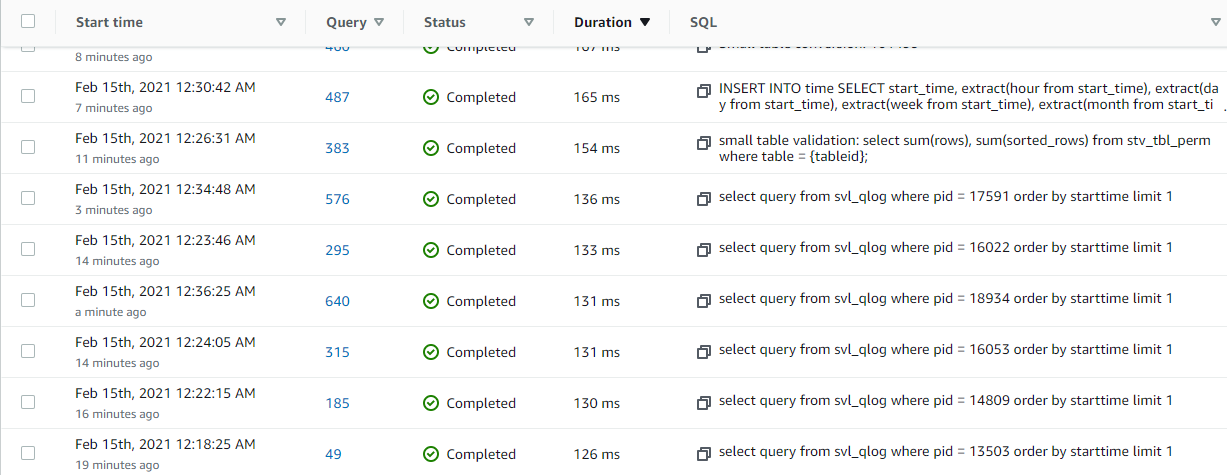 Start time Query Status Duration SQL
Completed
8 minutes ago
Feb 15th, 2021 12:30:42 AM 487 Completed 165 ms INSERT INTO time SELECT start_time, extract(hour from start_time), extract(da
7 minutes ago y from start_time), extract(week from start_time), extract(month from start_ti
Feb 15th, 2021 12:26:31 AM 383 Completed 154 ms small table validation: select sum(rows), sum(sorted_rows) from stv_tbl_perm
11 minutes ago where table = {tableid};
Feb 15th, 2021 12:34:48 AM 576 Completed 136 ms select query from svl_qlog where pid = 17591 order by starttime limit 1
3 minutes ago
Feb 15th, 2021 12:23:46 AM 295 Completed 133 ms select query from svl_qlog where pid = 16022 order by starttime limit 1
14 minutes ago
Feb 15th, 2021 12:36:25 AM 640 Completed 131 ms select query from svl_qlog where pid = 18934 order by starttime limit 1
a minute ago
Feb 15th, 2021 12:24:05 AM 315 Completed 131 ms select query from svl_qlog where pid = 16053 order by starttime limit 1
14 minutes ago
Feb 15th, 2021 12:22:15 AM 185 Completed 130 ms select query from svl_qlog where pid = 14809 order by starttime limit 1
16 minutes ago
Feb 15th, 2021 12:18:25 AM 49 Completed 126 ms select query from svl_qlog where pid = 13503 order by starttime limit 1
19 minutes ago